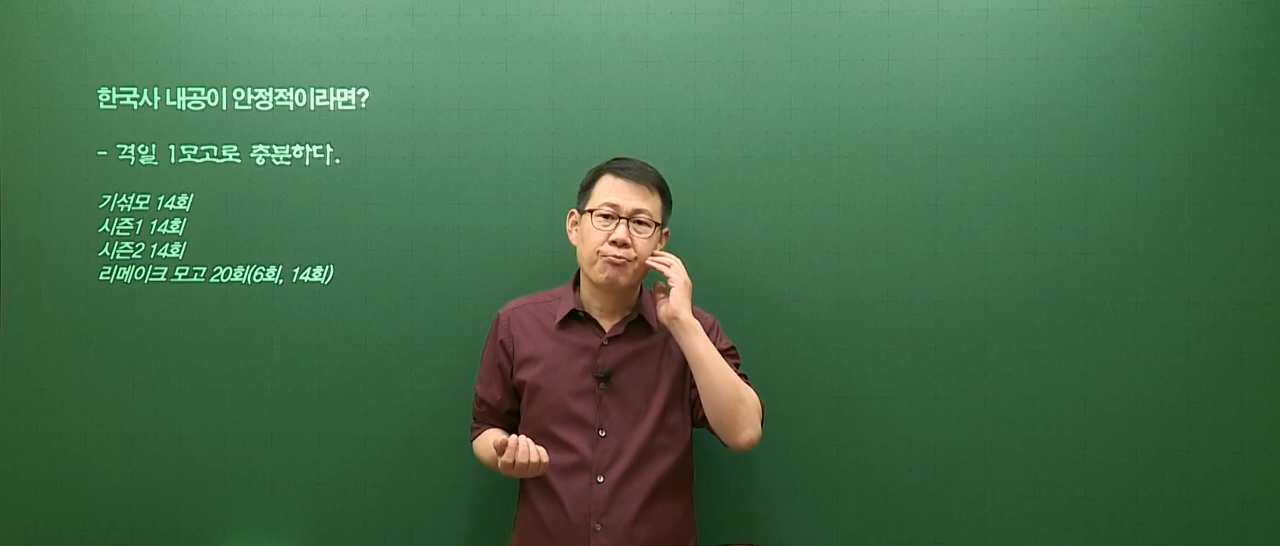 한국사 내공이 안정적이라면?
- 격일 1모고로 충분하다.
기섞모 14회
시즌1 14회
시즌2 14회
리메이크 모고 20회(6회, 14회)